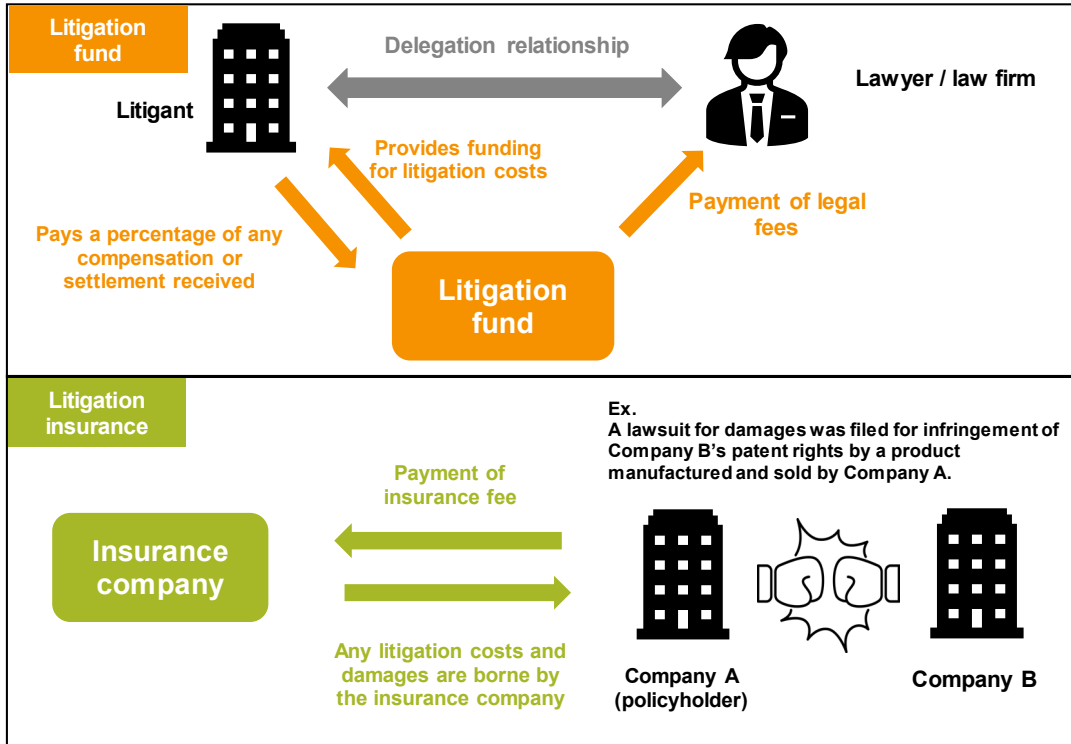 Litigation
fund
Delegation relationship
Litigant
Lawyer / law firm
Provides funding
for litigation costs
Payment of legal
fees
Pays a percentage of any
compensation or
settlement received
Litigation
fund
Litigation
insurance
Ex.
A lawsuit for damages was filed for infringement of
Company B’s patent rights by a product
manufactured and sold by Company A.
Payment of
insurance fee
Insurance
company
Any litigation costs and
damages are borne by
the insurance company
Company A
(policyholder)
Company B